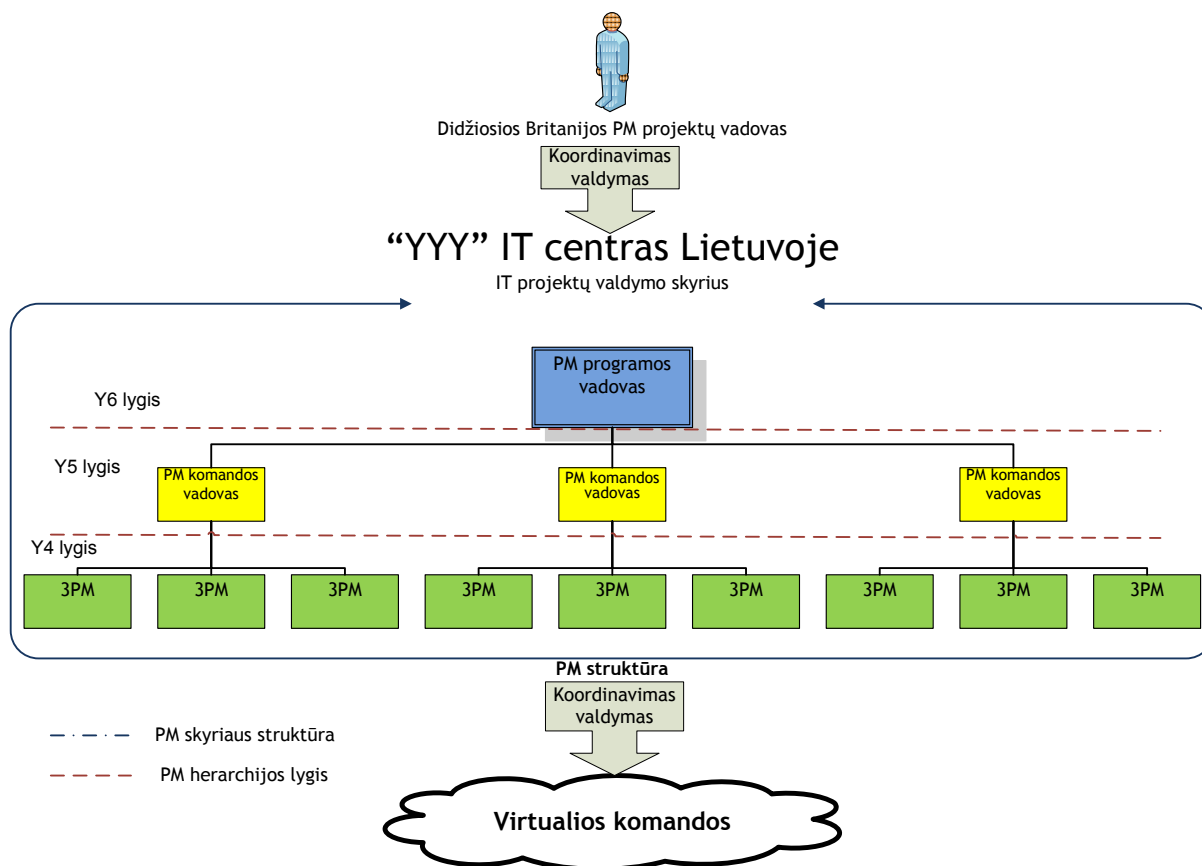 Didžiosios Britanijos PM projektų vadovas
Koordinavimas
valdymas
“YYY” IT centras Lietuvoje
IT projektų valdymo skyrius
PM programos
vadovas
Y6 lygis
Y5 lygis
PM komandos
vadovas
PM komandos
vadovas
PM komandos
vadovas
Y4 lygis
3PM
3PM
3PM
3PM
3PM
3PM
3PM
3PM
3PM
PM struktūra
Koordinavimas
valdymas
PM skyriaus struktūra
PM herarchijos lygis
Virtualios komandos